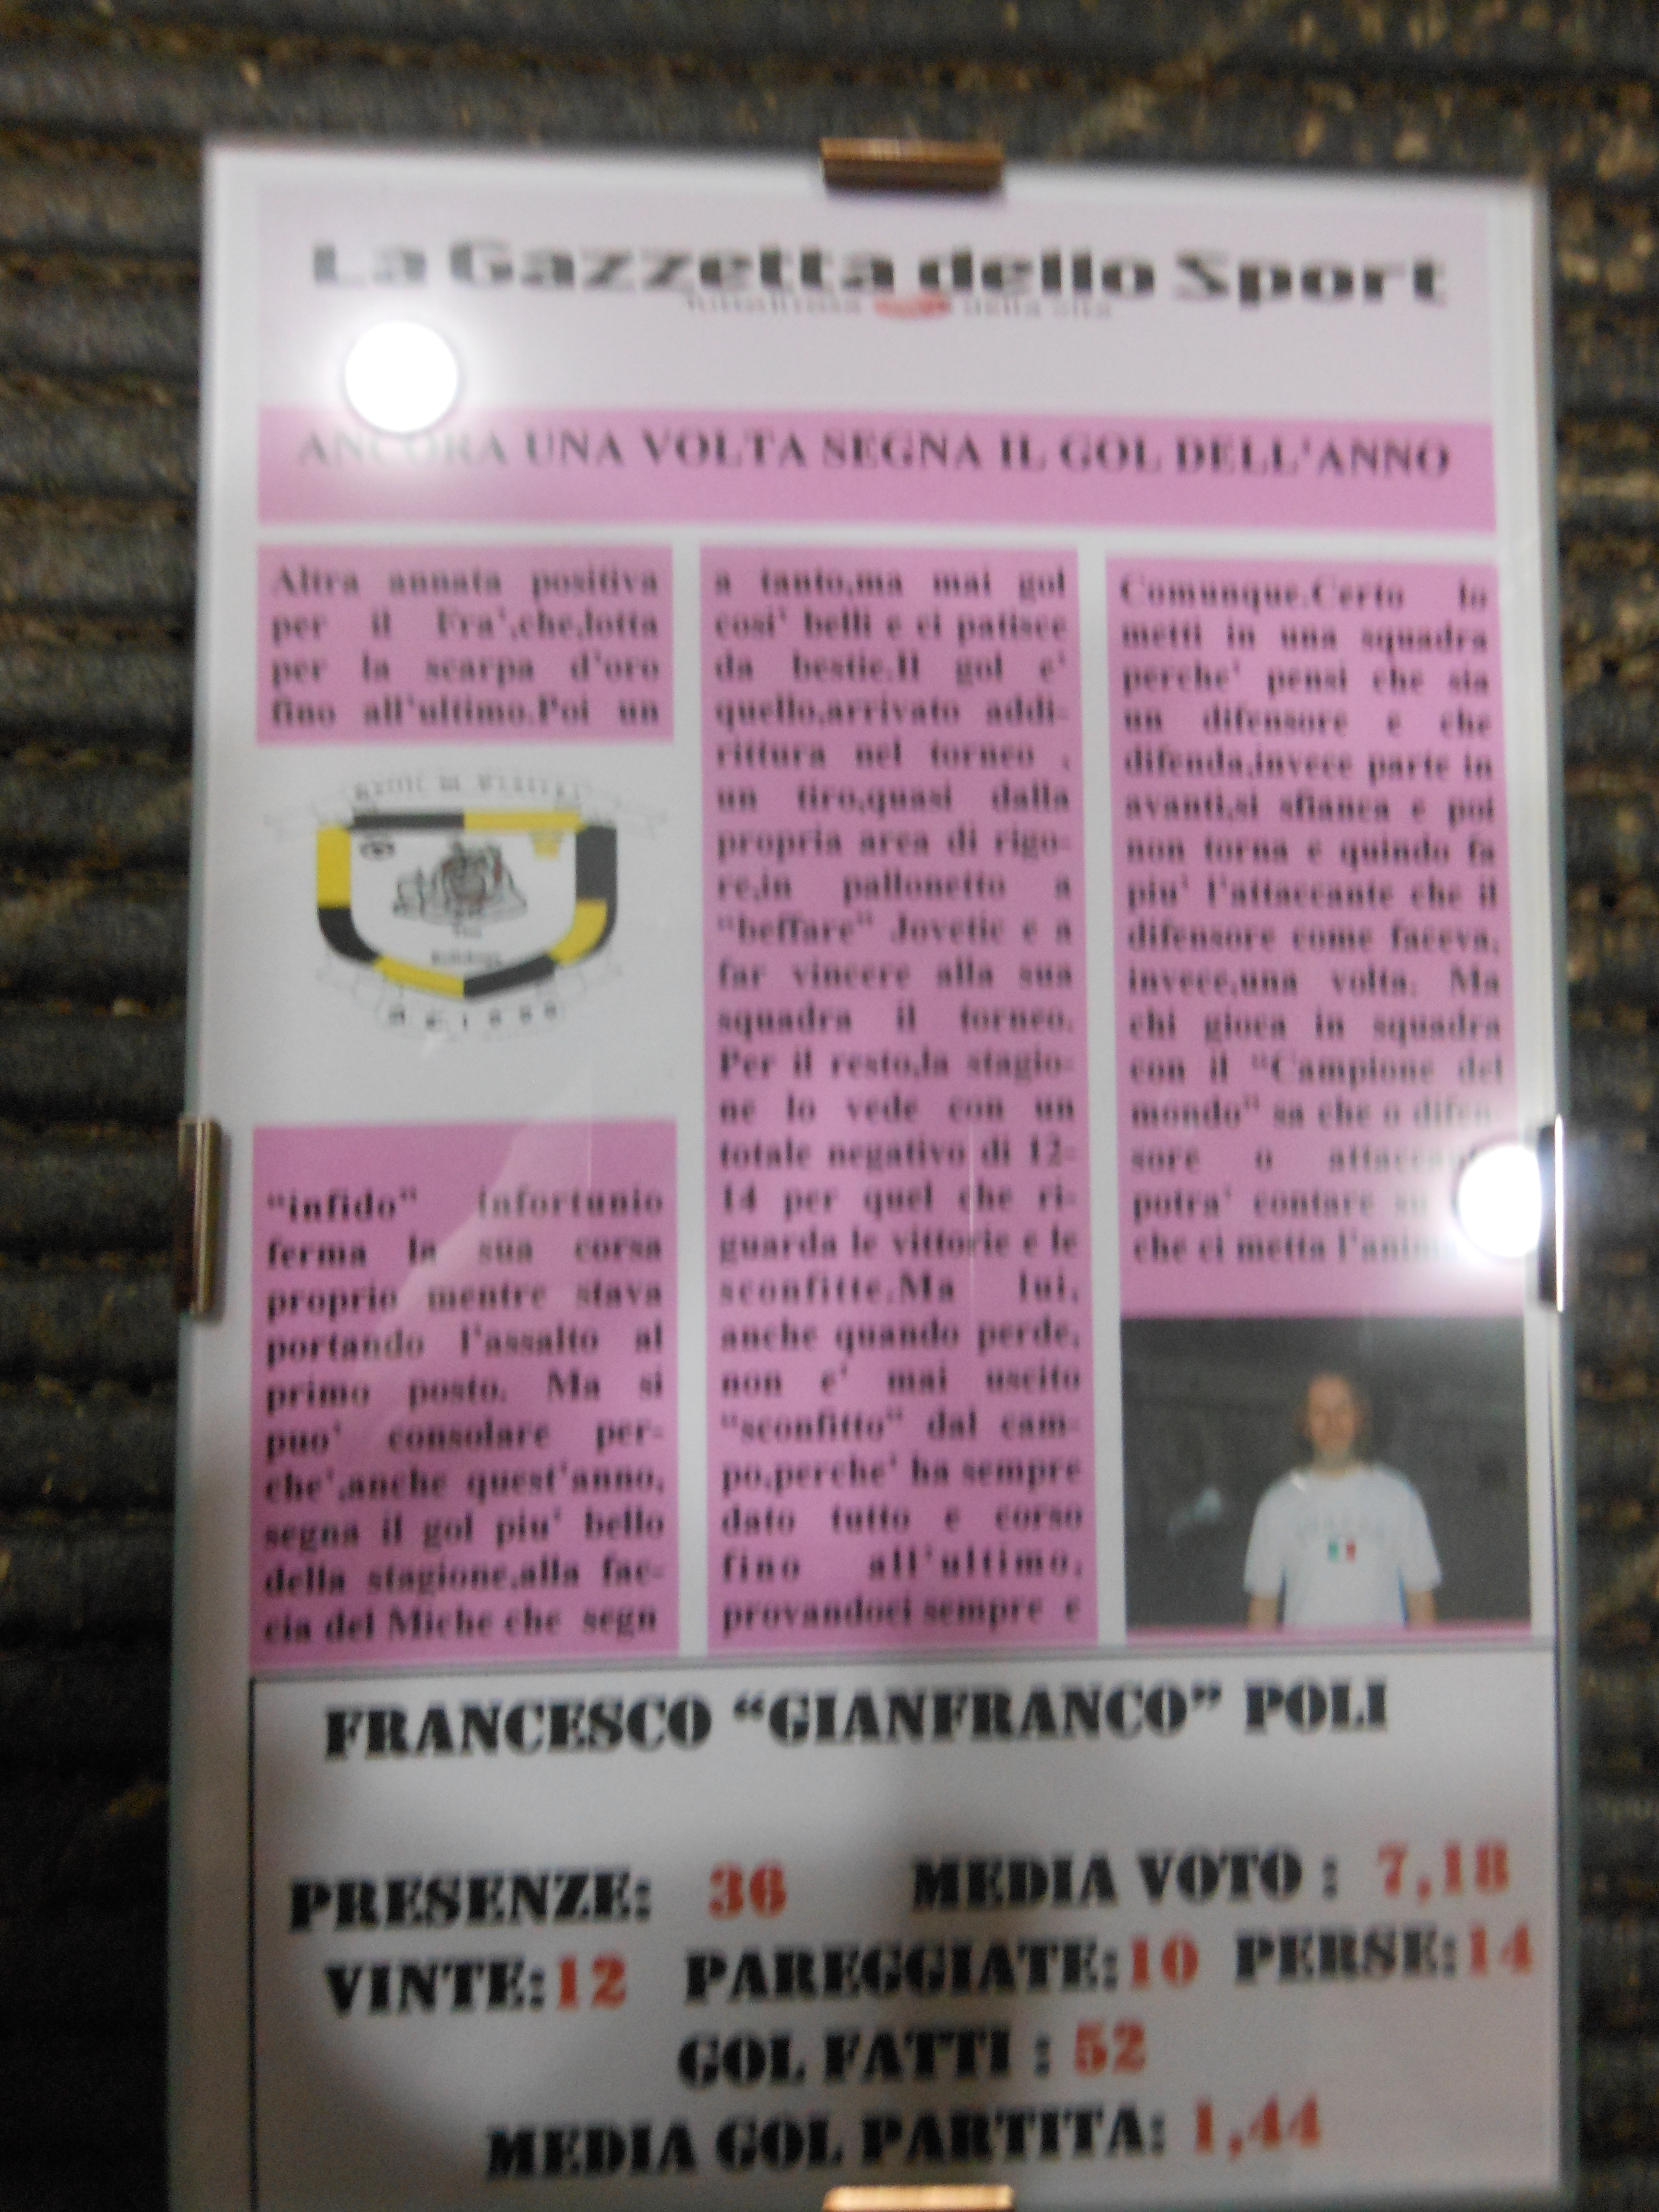 La Gazzetta dello Sport
tutto il rosa della vita
ANCORA UNA VOLTA SEGNA IL GOL DELL'ANNO
Altra annata positiva
per il Fra',che,lotta
per la scarpa d'oro
fino all'ultimo.Poi un
"infido" infortunio
ferma la sua corsa
proprio mentre stava
portando l'assalto al
primo posto. Ma si
puo' consolare per-
che',anche quest'anno,
segna il gol piu' bello
della stagione,alla fac-
cia del Miche che segn
a tanto,ma mai gol
cosi' belli e ci patisce
da bestie.Il gol e'
quello,arrivato addi-
rittura nel torneo ,
un tiro,quasi dalla
propria area di rigo-
re,in pallonetto a
"beffare" Jovetic e a
far vincere alla sua
squadra il torneo.
Per il resto,la stagio-
ne lo vede con un
totale negativo di 12-
14 per quel che ri-
guarda le vittorie e le
sconfitte.Ma lui,
anche quando perde,
non e' mai uscito
"sconfitto" dal cam-
po,perche' ha sempre
dato tutto e corso
fino all'ultimo,
provandoci sempre e
Comunque.Certo lo
metti in una squadra
perche' pensi che sia
un difensore e che
difenda,invece parte in
avanti,si sfianca e poi
non torna e quindo fa
piu' l'attaccante che il
difensore come faceva,
invece,una volta. Ma
chi gioca in squadra
con il "Campione del
mondo" sa che o difen-
sore o attaccante
potra' contare su
che ci metta l'anima
FRANCESCO "GIANFRANCO" POLI
PRESENZE: 36 MEDIA VOTO : 7,18
VINTE:12 PAREGGIATE:10 PERSE:14
GOL FATTI : 52
MEDIA GOL PARTITA: 1,44